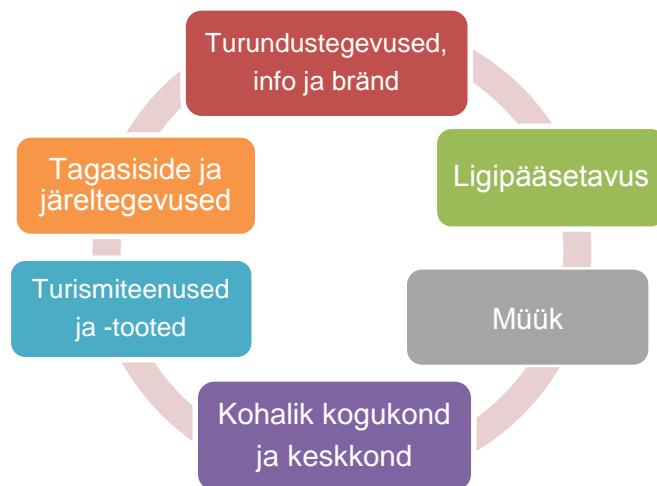 Turundustegevused,
info ja bränd
Ligipääsetavus
Müük
Kohalik kogukond
ja keskkond
Turismiteenused
ja -tooted
Tagasiside ja
järeltegevused